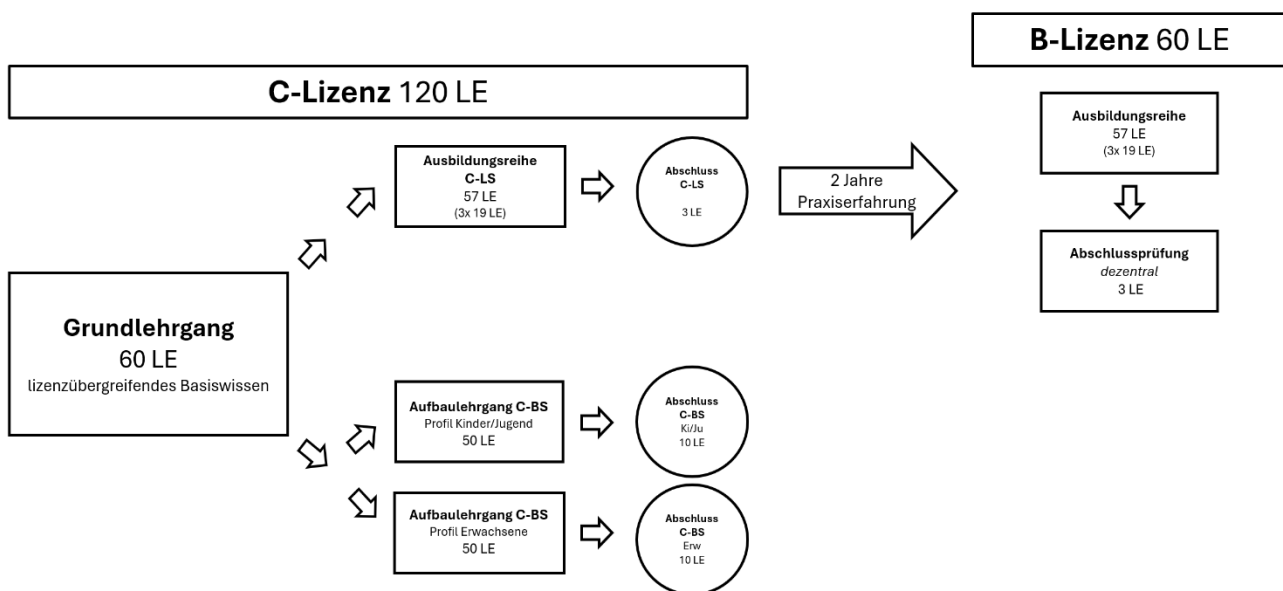 B-Lizenz 60 LE
C-Lizenz 120 LE
Ausbildungsreihe
C-LS
57 LE
(3x 19 LE)
Abschluss
C-LS
3 LE
2 Jahre
Praxiserfahrung
Ausbildungsreihe
57 LE
(3x 19 LE)
Abschlussprüfung
dezentral
3 LE
Grundlehrgang
60 LE
lizenzübergreifendes Basiswissen
Aufbaulehrgang C-BS
Profil Kinder/Jugend
50 LE
Abschluss
C-BS
Ki/Ju
10 LE
Aufbaulehrgang C-BS
Profil Erwachsene
50 LE
Abschluss
C-BS
Erw
10 LE